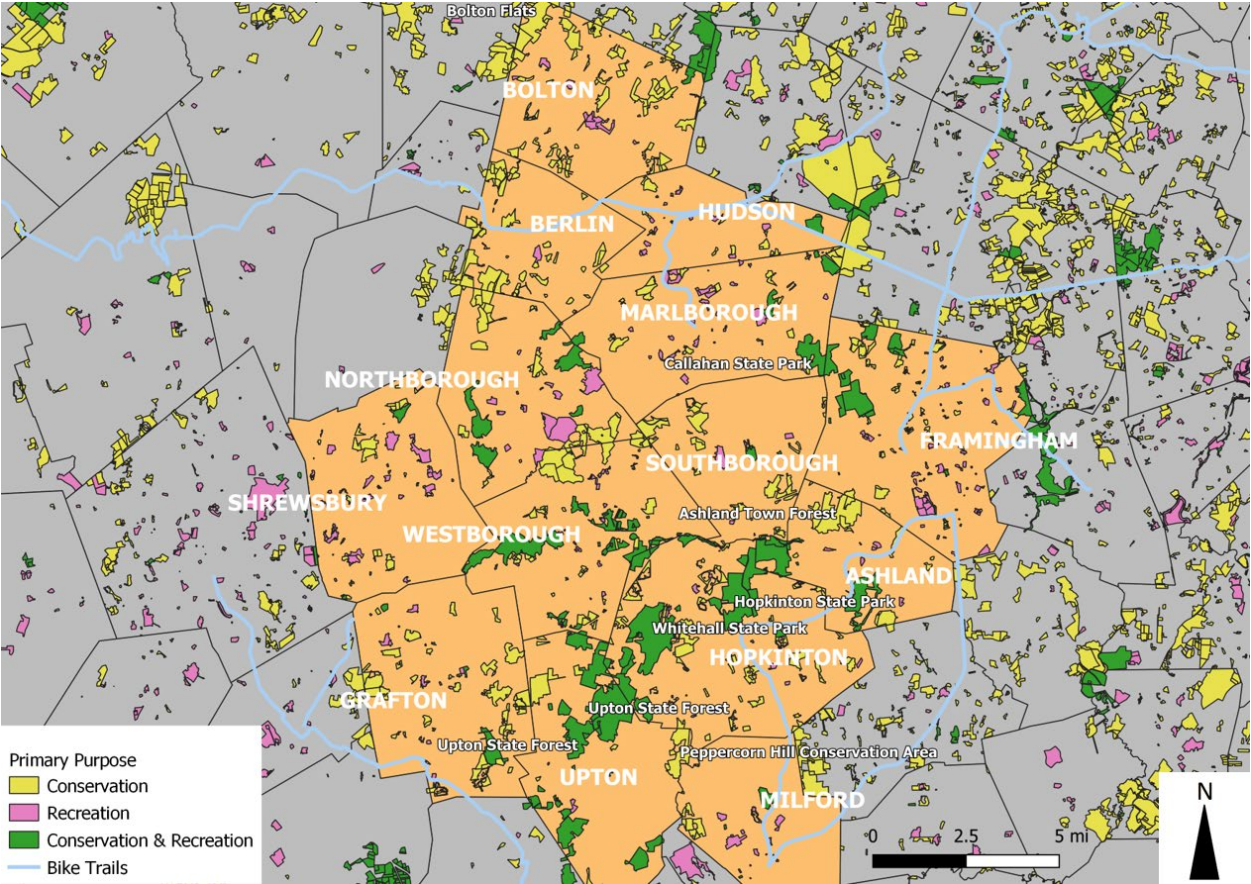 Bolton Flats
BOLTON
BERLIN
HUDSON
MARLBOROUGH
Callahan State Park
NORTHBOROUGH
FRAMINGHAM
SOUTHBOROUGH
SHREWSBURY
Ashland Town Forest
WESTBOROUGH
ASHLAND
Hopkinton State Park
Whitehall State Park
HOPKINTON
GRAFTON
Upton State Forest
Upton State Forest
Peppercorn Hill Conservation Area
UPTON
MILFORD
Primary Purpose
Conservation
Recreation
Conservation & Recreation
Bike Trails
0 2.5 5 mi
N